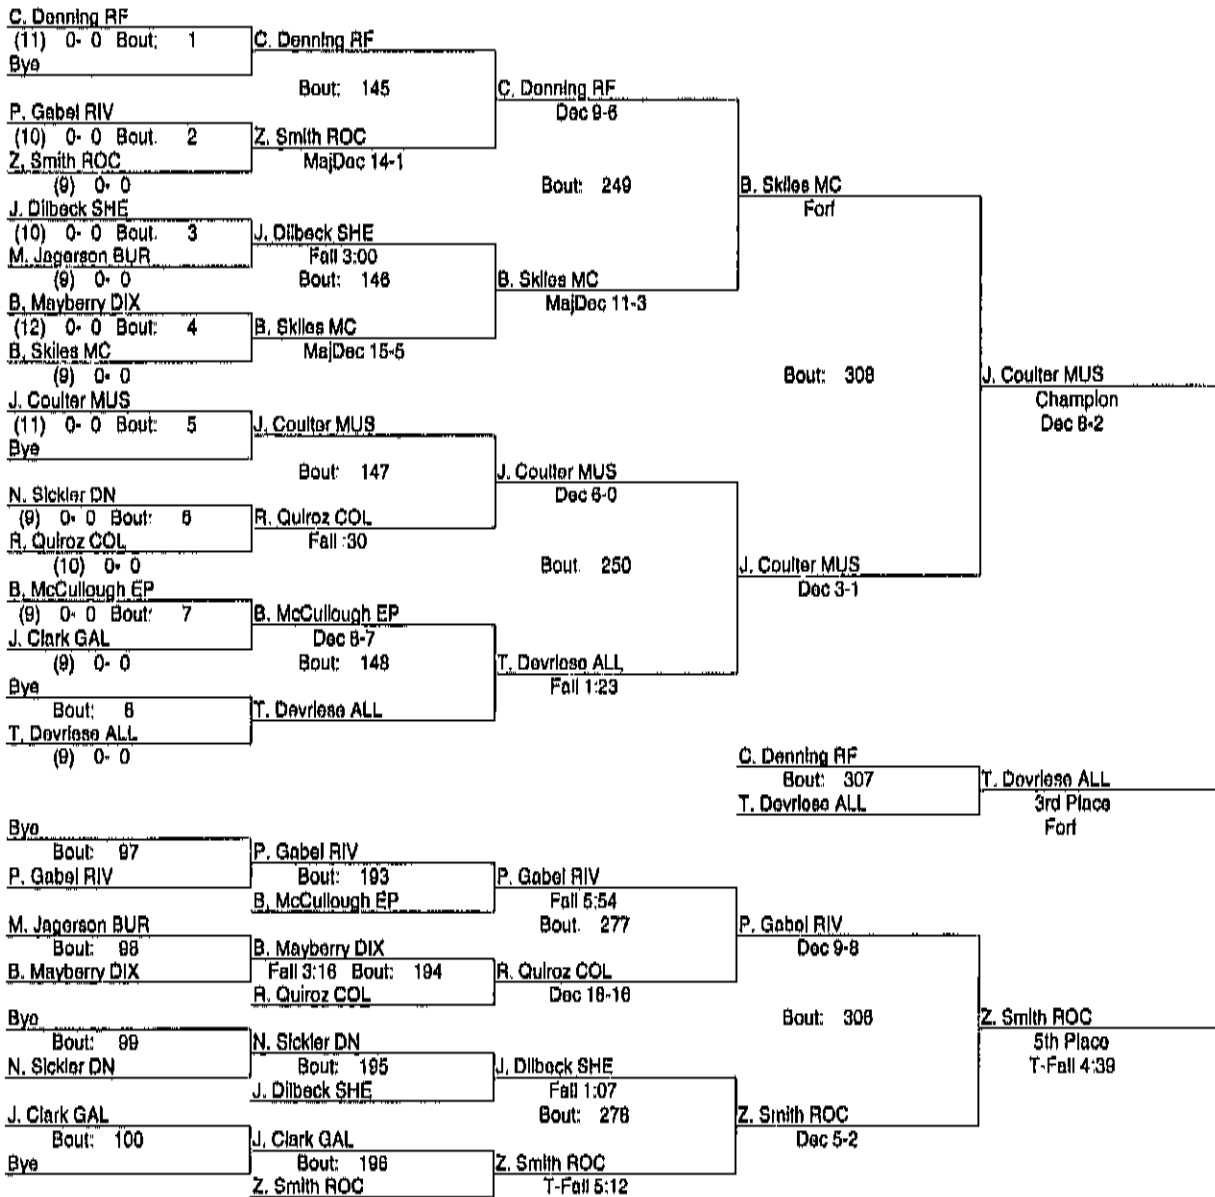 C. Denning RF
(11) 0- 0 Bout: 1
Bye
C. Denning RF
Bout: 145
P. Gabel RIV
(10) 0- 0 Bout. 2
Z. Smith ROC
(9) 0- 0
Z. Smith ROC
MajDec 14-1
C. Denning RF
Dec 9-6
Bout: 249
J. Dilbeck SHE
(10) 0- 0 Bout. 3
M. Jagerson BUR
(9) 0- 0
J. Dilbeck SHE
Fall 3:00
Bout: 146
B. Mayberry DIX
(12) 0- 0 Bout: 4
B. Skiles MC
(9) 0- 0
B. Skiles MC
MajDec 15-5
B. Skiles MC
MajDec 11-3
B. Skiles MC
Forf
Bout: 308
J. Coulter MUS
Champion
Dec 8-2
J. Coulter MUS
(11) 0- 0 Bout: 5
Bye
J. Coulter MUS
Bout: 147
N. Sickler DN
(9) 0- 0 Bout: 6
R. Quiroz COL
(10) 0- 0
R. Quiroz COL
Fall :30
J. Coulter MUS
Dec 6-0
Bout. 250
J. Coulter MUS
Dec 3-1
B. McCullough EP
(9) 0- 0 Bout: 7
J. Clark GAL
(9) 0- 0
B. McCullough EP
Dec 8-7
Bout: 148
Bye
Bout: 8
T. Devriese ALL
(9) 0- 0
T. Devriese ALL
T. Devriese ALL
Fall 1:23
C. Denning RF
Bout: 307
T. Devriese ALL
T. Devriese ALL
3rd Place
Forf
Bye
Bout: 97
P. Gabel RIV
P. Gabel RIV
Bout: 193
B. McCullough EP
P. Gabel RIV
Fall 5:54
Bout. 277
M. Jagerson BUR
Bout: 98
B. Mayberry DIX
B. Mayberry DIX
Fall 3:16 Bout: 194
R. Quiroz COL
R. Quiroz COL
Dec 18-16
P. Gabel RIV
Dec 9-8
Bout: 306
Z. Smith ROC
5th Place
T-Fall 4:39
Bye
Bout: 99
N. Sickler DN
N. Sickler DN
Bout: 195
J. Dilbeck SHE
J. Dilbeck SHE
Fall 1:07
Bout: 278
J. Clark GAL
Bout: 100
Bye
J. Clark GAL
Bout: 196
Z. Smith ROC
Z. Smith ROC
T-Fall 5:12
Z. Smith ROC
Dec 5-2